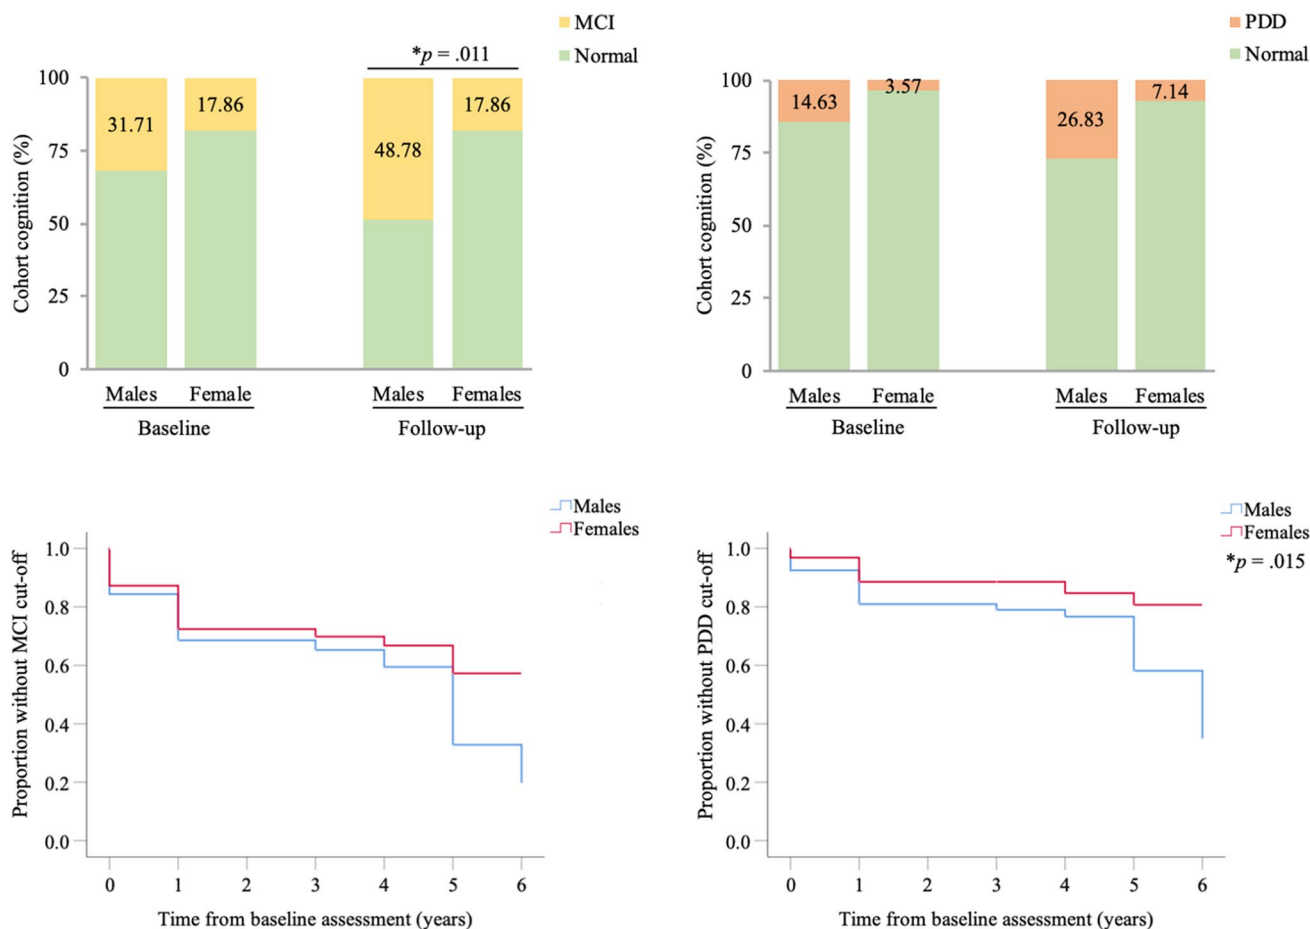 MCI
Normal
*p = .011
Cohort cognition (%)
100
75
50
25
0
31.71
17.86
48.78
17.86
Males
Female
Males
Females
Baseline
Follow-up
PDD
Normal
Cohort cognition (%)
100
75
50
25
0
14.63
3.57
26.83
7.14
Males
Females
Males
Females
Baseline
Follow-up
Males
Females
Proportion without MCI cut-off
1.0
0.8
0.6
0.4
0.2
0.0
0 1 2 3 4 5 6
Time from baseline assessment (years)
Males
Females
*p = .015
Proportion without PDD cut-off
1.0
0.8
0.6
0.4
0.2
0.0
0 1 2 3 4 5 6
Time from baseline assessment (years)